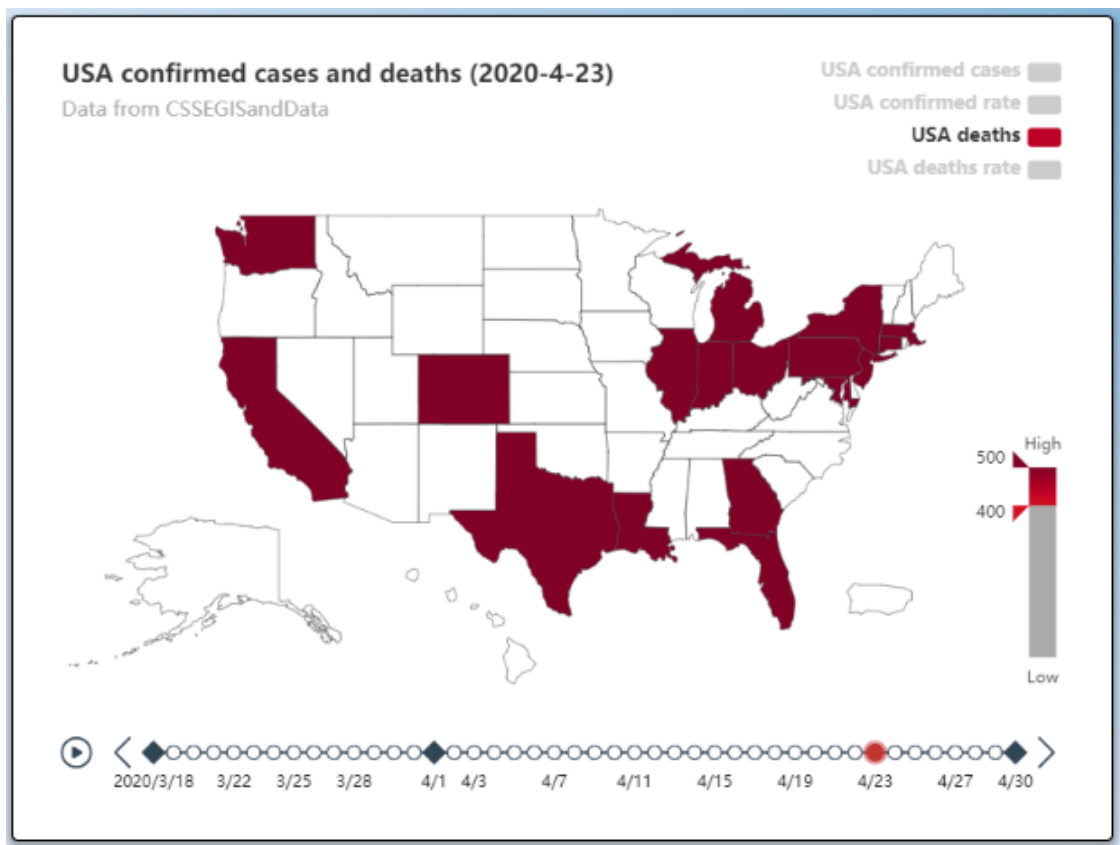 USA confirmed cases and deaths (2020-4-23)
Data from CSSEGISandData
USA confirmed cases
USA confirmed rate
USA deaths
USA deaths rate
High
500
400
Low
2020/3/18 3/22 3/25 3/28 4/1 4/3 4/7 4/11 4/15 4/19 4/23 4/27 4/30